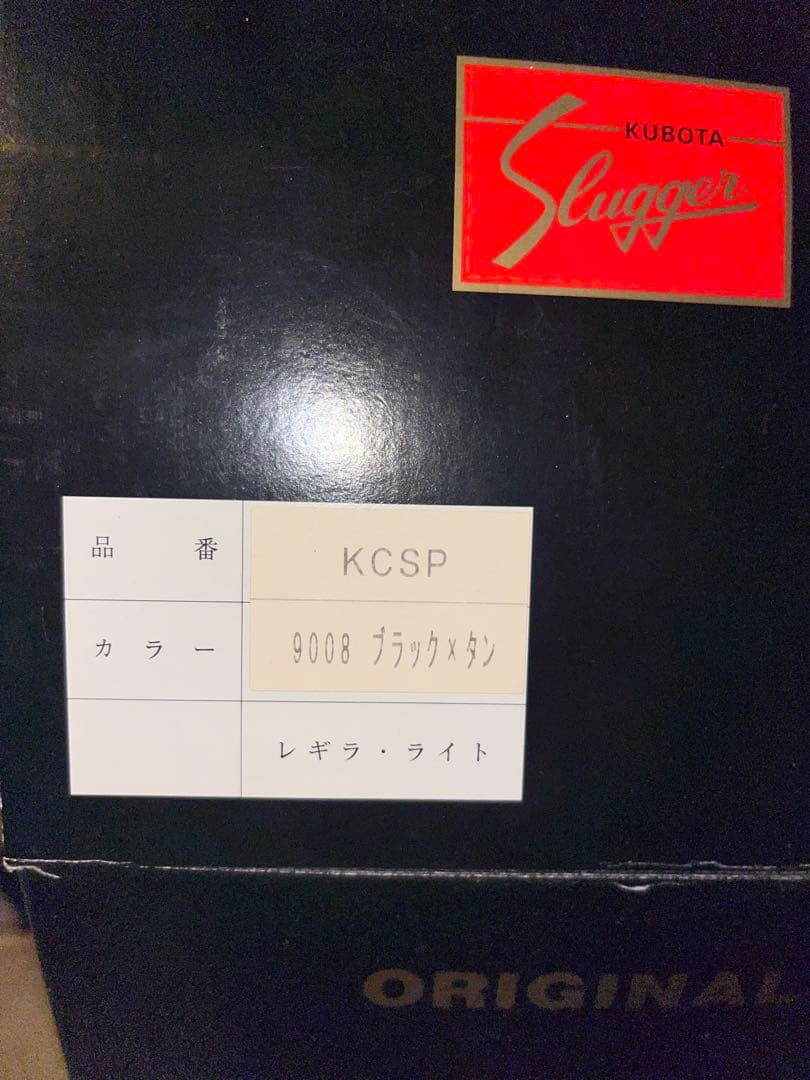 KUBOTA
Slugger
品番 KCSP
カラー 9008 ブラック×タン
レギラ・ライト
ORIGINAL